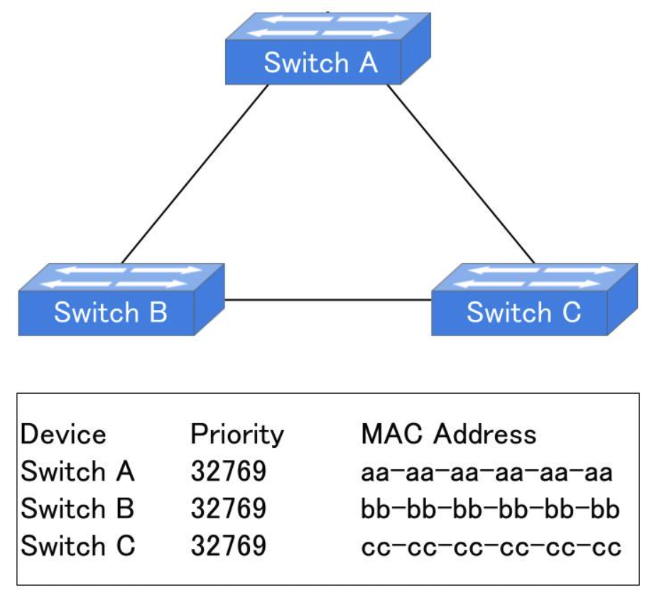 Switch A
Switch B
Switch C
Device Priority MAC Address
Switch A 32769 aa-aa-aa-aa-aa-aa
Switch B 32769 bb-bb-bb-bb-bb-bb
Switch C 32769 cc-cc-cc-cc-cc-cc